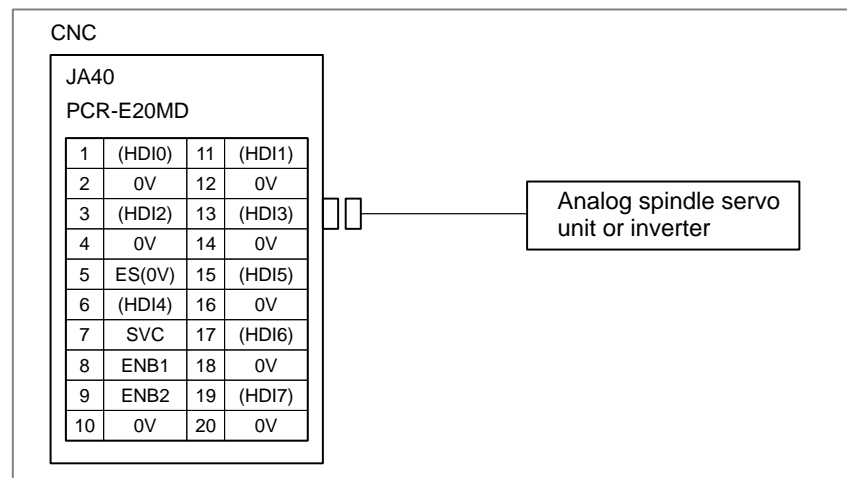 CNC
JA40
PCR-E20MD
1 (HDI0) 11 (HDI1)
2 0V 12 0V
3 (HDI2) 13 (HDI3)
4 0V 14 0V
5 ES(0V) 15 (HDI5)
6 (HDI4) 16 0V
7 SVC 17 (HDI6)
8 ENB1 18 0V
9 ENB2 19 (HDI7)
10 0V 20 0V
Analog spindle servo
unit or inverter